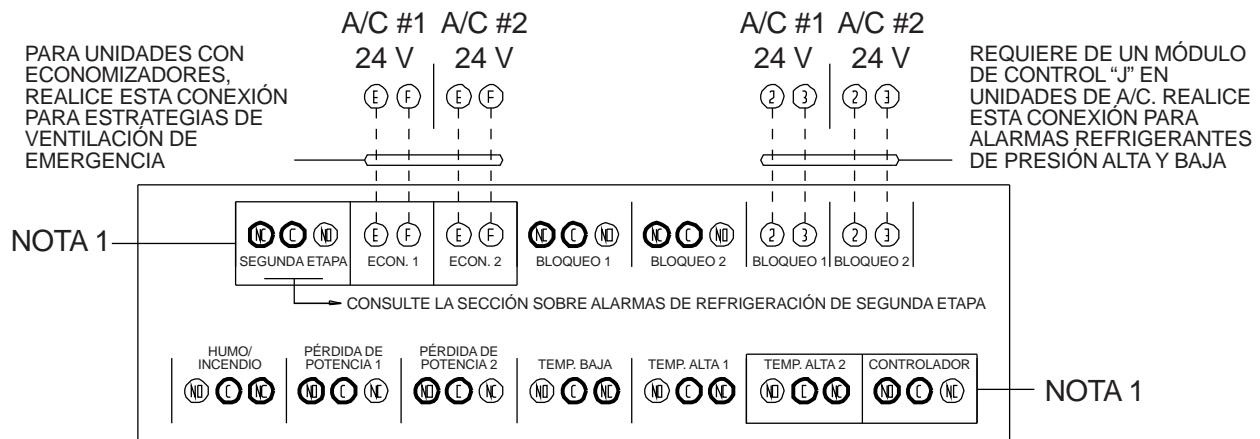 A/C #1 A/C #2 A/C #1 A/C #2
24 V 24 V 24 V 24 V
PARA UNIDADES CON
ECONOMIZADORES,
REALICE ESTA CONEXIÓN
PARA ESTRATEGIAS DE
VENTILACIÓN DE
EMERGENCIA
E F E F 2 3 2 3
REQUIERE DE UN MÓDULO
DE CONTROL “J” EN
UNIDADES DE A/C. REALICE
ESTA CONEXIÓN PARA
ALARMAS REFRIGERANTES
DE PRESIÓN ALTA Y BAJA
NOTA 1
NC C NO E F E F NC C NO NC C NO 2 3 2 3
SEGUNDA ETAPA ECON. 1 ECON. 2 BLOQUEO 1 BLOQUEO 2 BLOQUEO 1 BLOQUEO 2
CONSULTE LA SECCIÓN SOBRE ALARMAS DE REFRIGERACIÓN DE SEGUNDA ETAPA
HUMO/
INCENDIO
PÉRDIDA DE
POTENCIA 1
PÉRDIDA DE
POTENCIA 2
TEMP. BAJA TEMP. ALTA 1 TEMP. ALTA 2 CONTROLADOR
NO C NC NO C NC NO C NC NO C NC NO C NC NO C NC NO C NC
NOTA 1